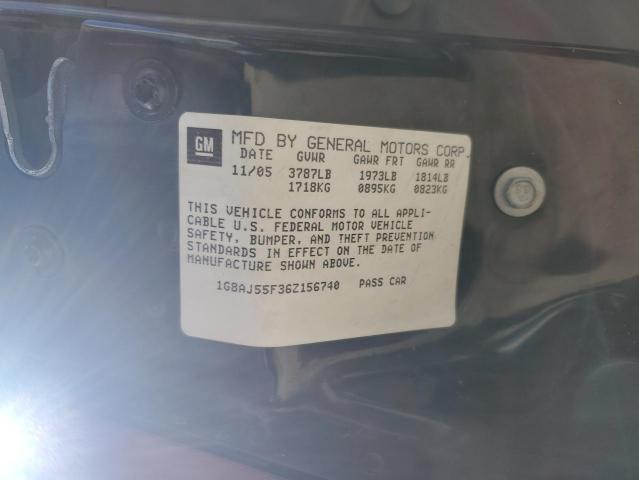 GM MFD BY GENERAL MOTORS CORP.
DATE GVWR GAWR FRT GAWR RR
11/05 3787LB 1973LB 1814LB
1718KG 0895KG 0823KG
THIS VEHICLE CONFORMS TO ALL APPLI-
CABLE U.S. FEDERAL MOTOR VEHICLE
SAFETY, BUMPER, AND THEFT PREVENTION
STANDARDS IN EFFECT ON THE DATE OF
MANUFACTURE SHOWN ABOVE.
1G8AJ55F36Z156740 PASS CAR